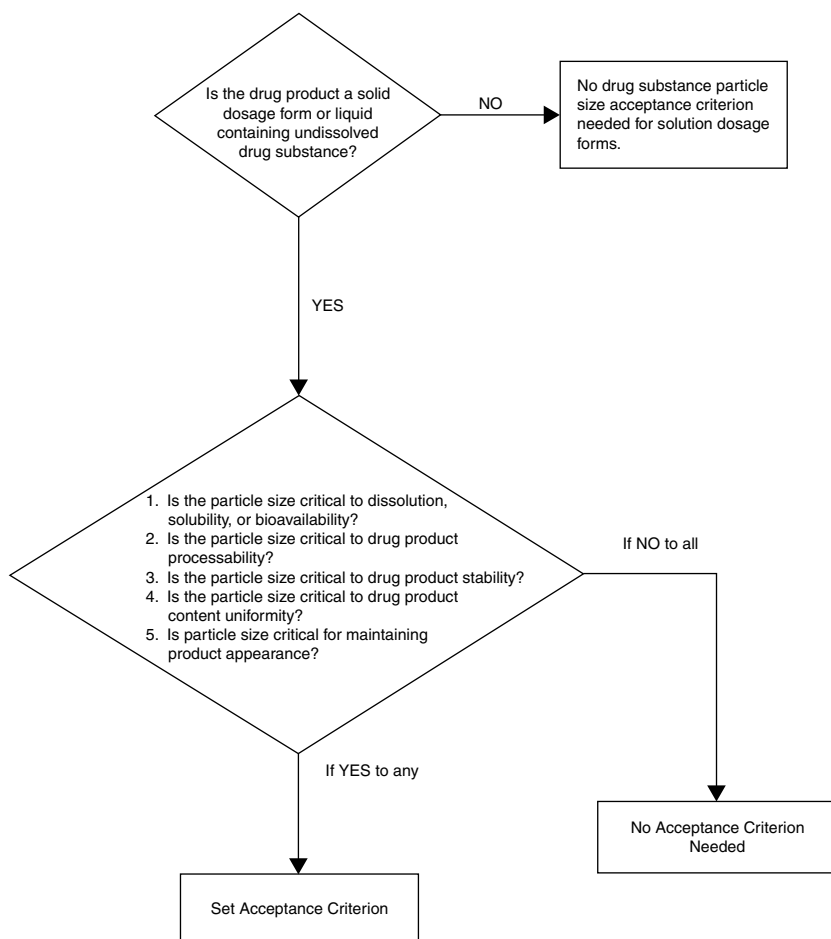 Is the drug product a solid
dosage form or liquid
containing undissolved
drug substance?
NO
No drug substance particle
size acceptance criterion
needed for solution dosage
forms.
YES
1. Is the particle size critical to dissolution,
solubility, or bioavailability?
2. Is the particle size critical to drug product
processability?
3. Is the particle size critical to drug product stability?
4. Is the particle size critical to drug product
content uniformity?
5. Is particle size critical for maintaining
product appearance?
If NO to all
If YES to any
No Acceptance Criterion
Needed
Set Acceptance Criterion